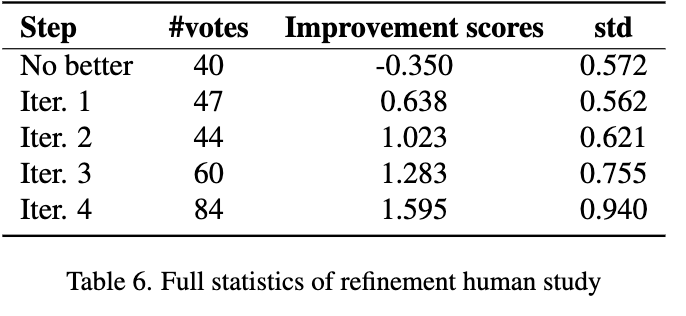 Step #votes Improvement scores std
No better 40 -0.350 0.572
Iter. 1 47 0.638 0.562
Iter. 2 44 1.023 0.621
Iter. 3 60 1.283 0.755
Iter. 4 84 1.595 0.940
Table 6. Full statistics of refinement human study